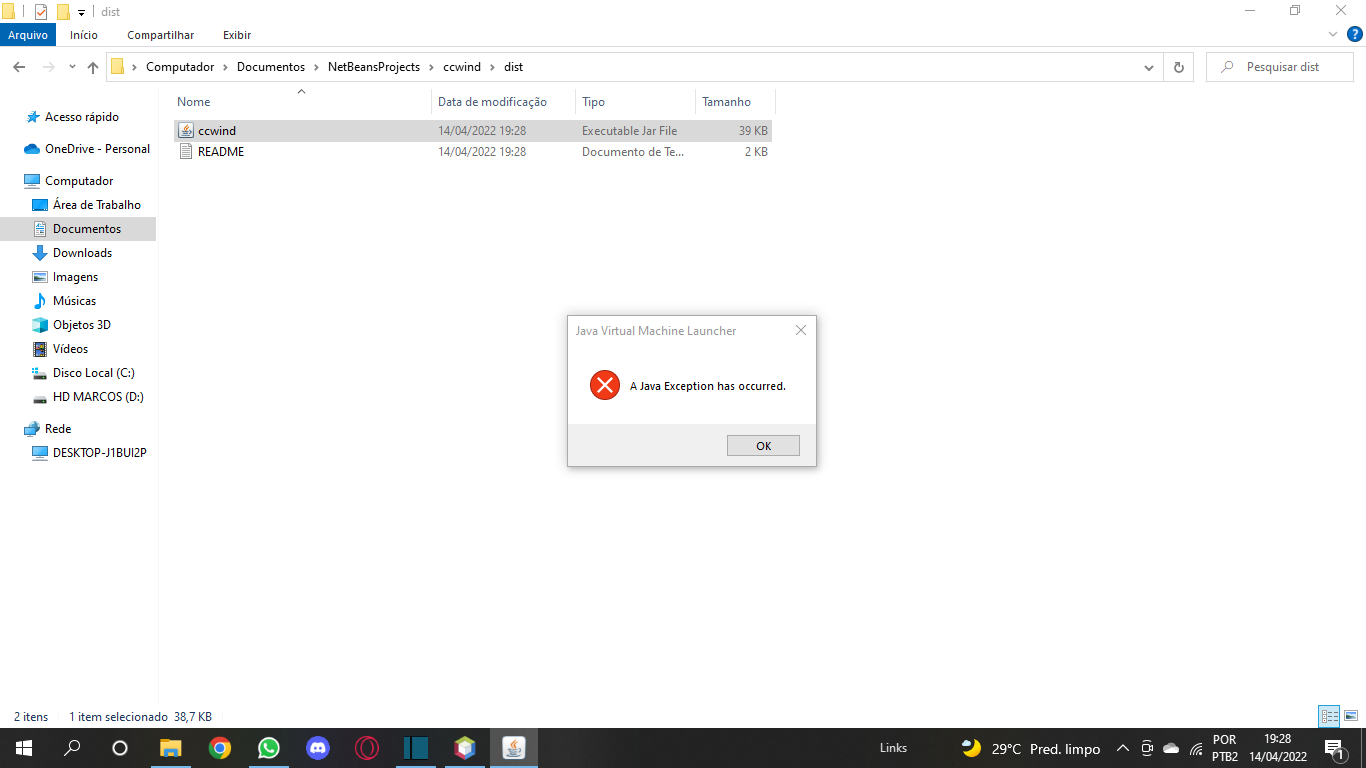 dist
Arquivo Início Compartilhar Exibir
Computador Documentos NetBeansProjects ccwind dist Pesquisar dist
Nome Data de modificação Tipo Tamanho
Acesso rápido
ccwind 14/04/2022 19:28 Executable Jar File 39 KB
README 14/04/2022 19:28 Documento de Te... 2 KB
OneDrive - Personal
Computador
Área de Trabalho
Documentos
Downloads
Imagens
Músicas
Objetos 3D
Vídeos
Disco Local (C:)
HD MARCOS (D:)
Rede
DESKTOP-J1BUI2P
Java Virtual Machine Launcher
A Java Exception has occurred.
OK
2 itens 1 item selecionado 38,7 KB
Links 29°C Pred. limpo POR PTB2 19:28 14/04/2022 1